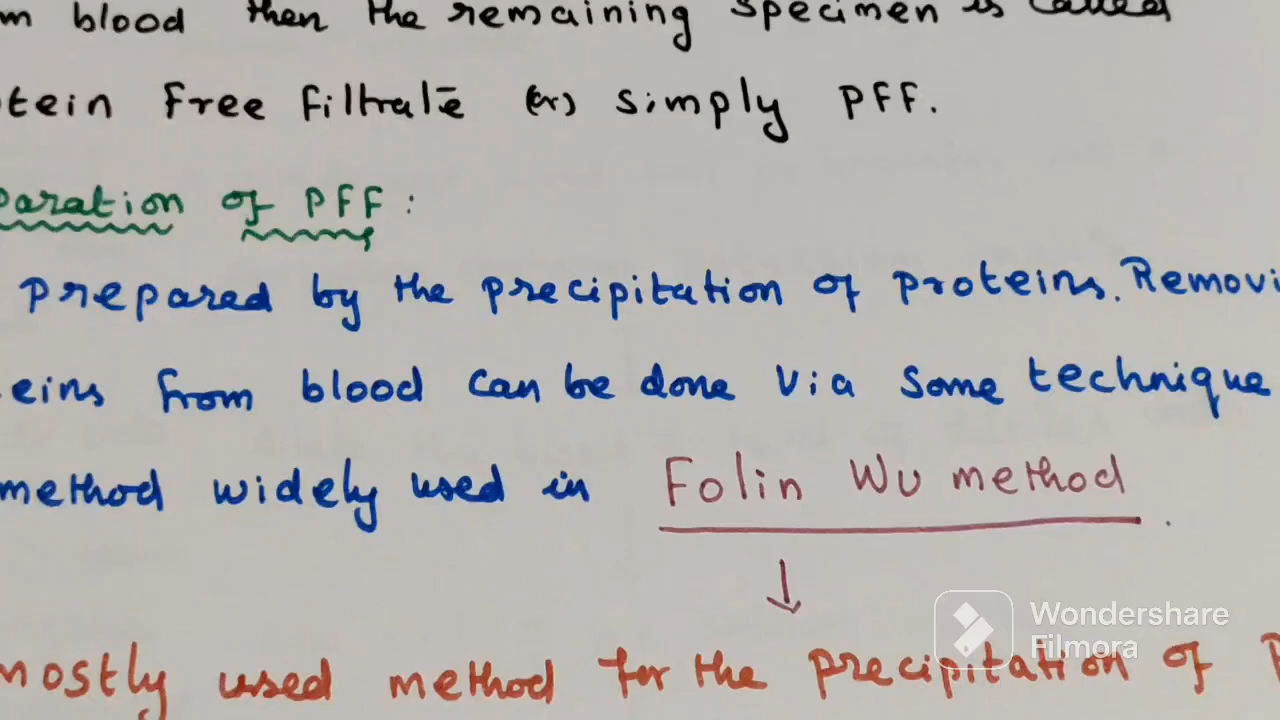 m blood then the remaining specimen is called
tein Free Filtrate (or) simply PFF.
paration of PFF :
prepared by the precipitation of proteins. Removi
eins from blood can be done via some technique
method widely used in Folin Wu method.
↓
mostly used method for the precipitation of P
Wondershare
Filmora